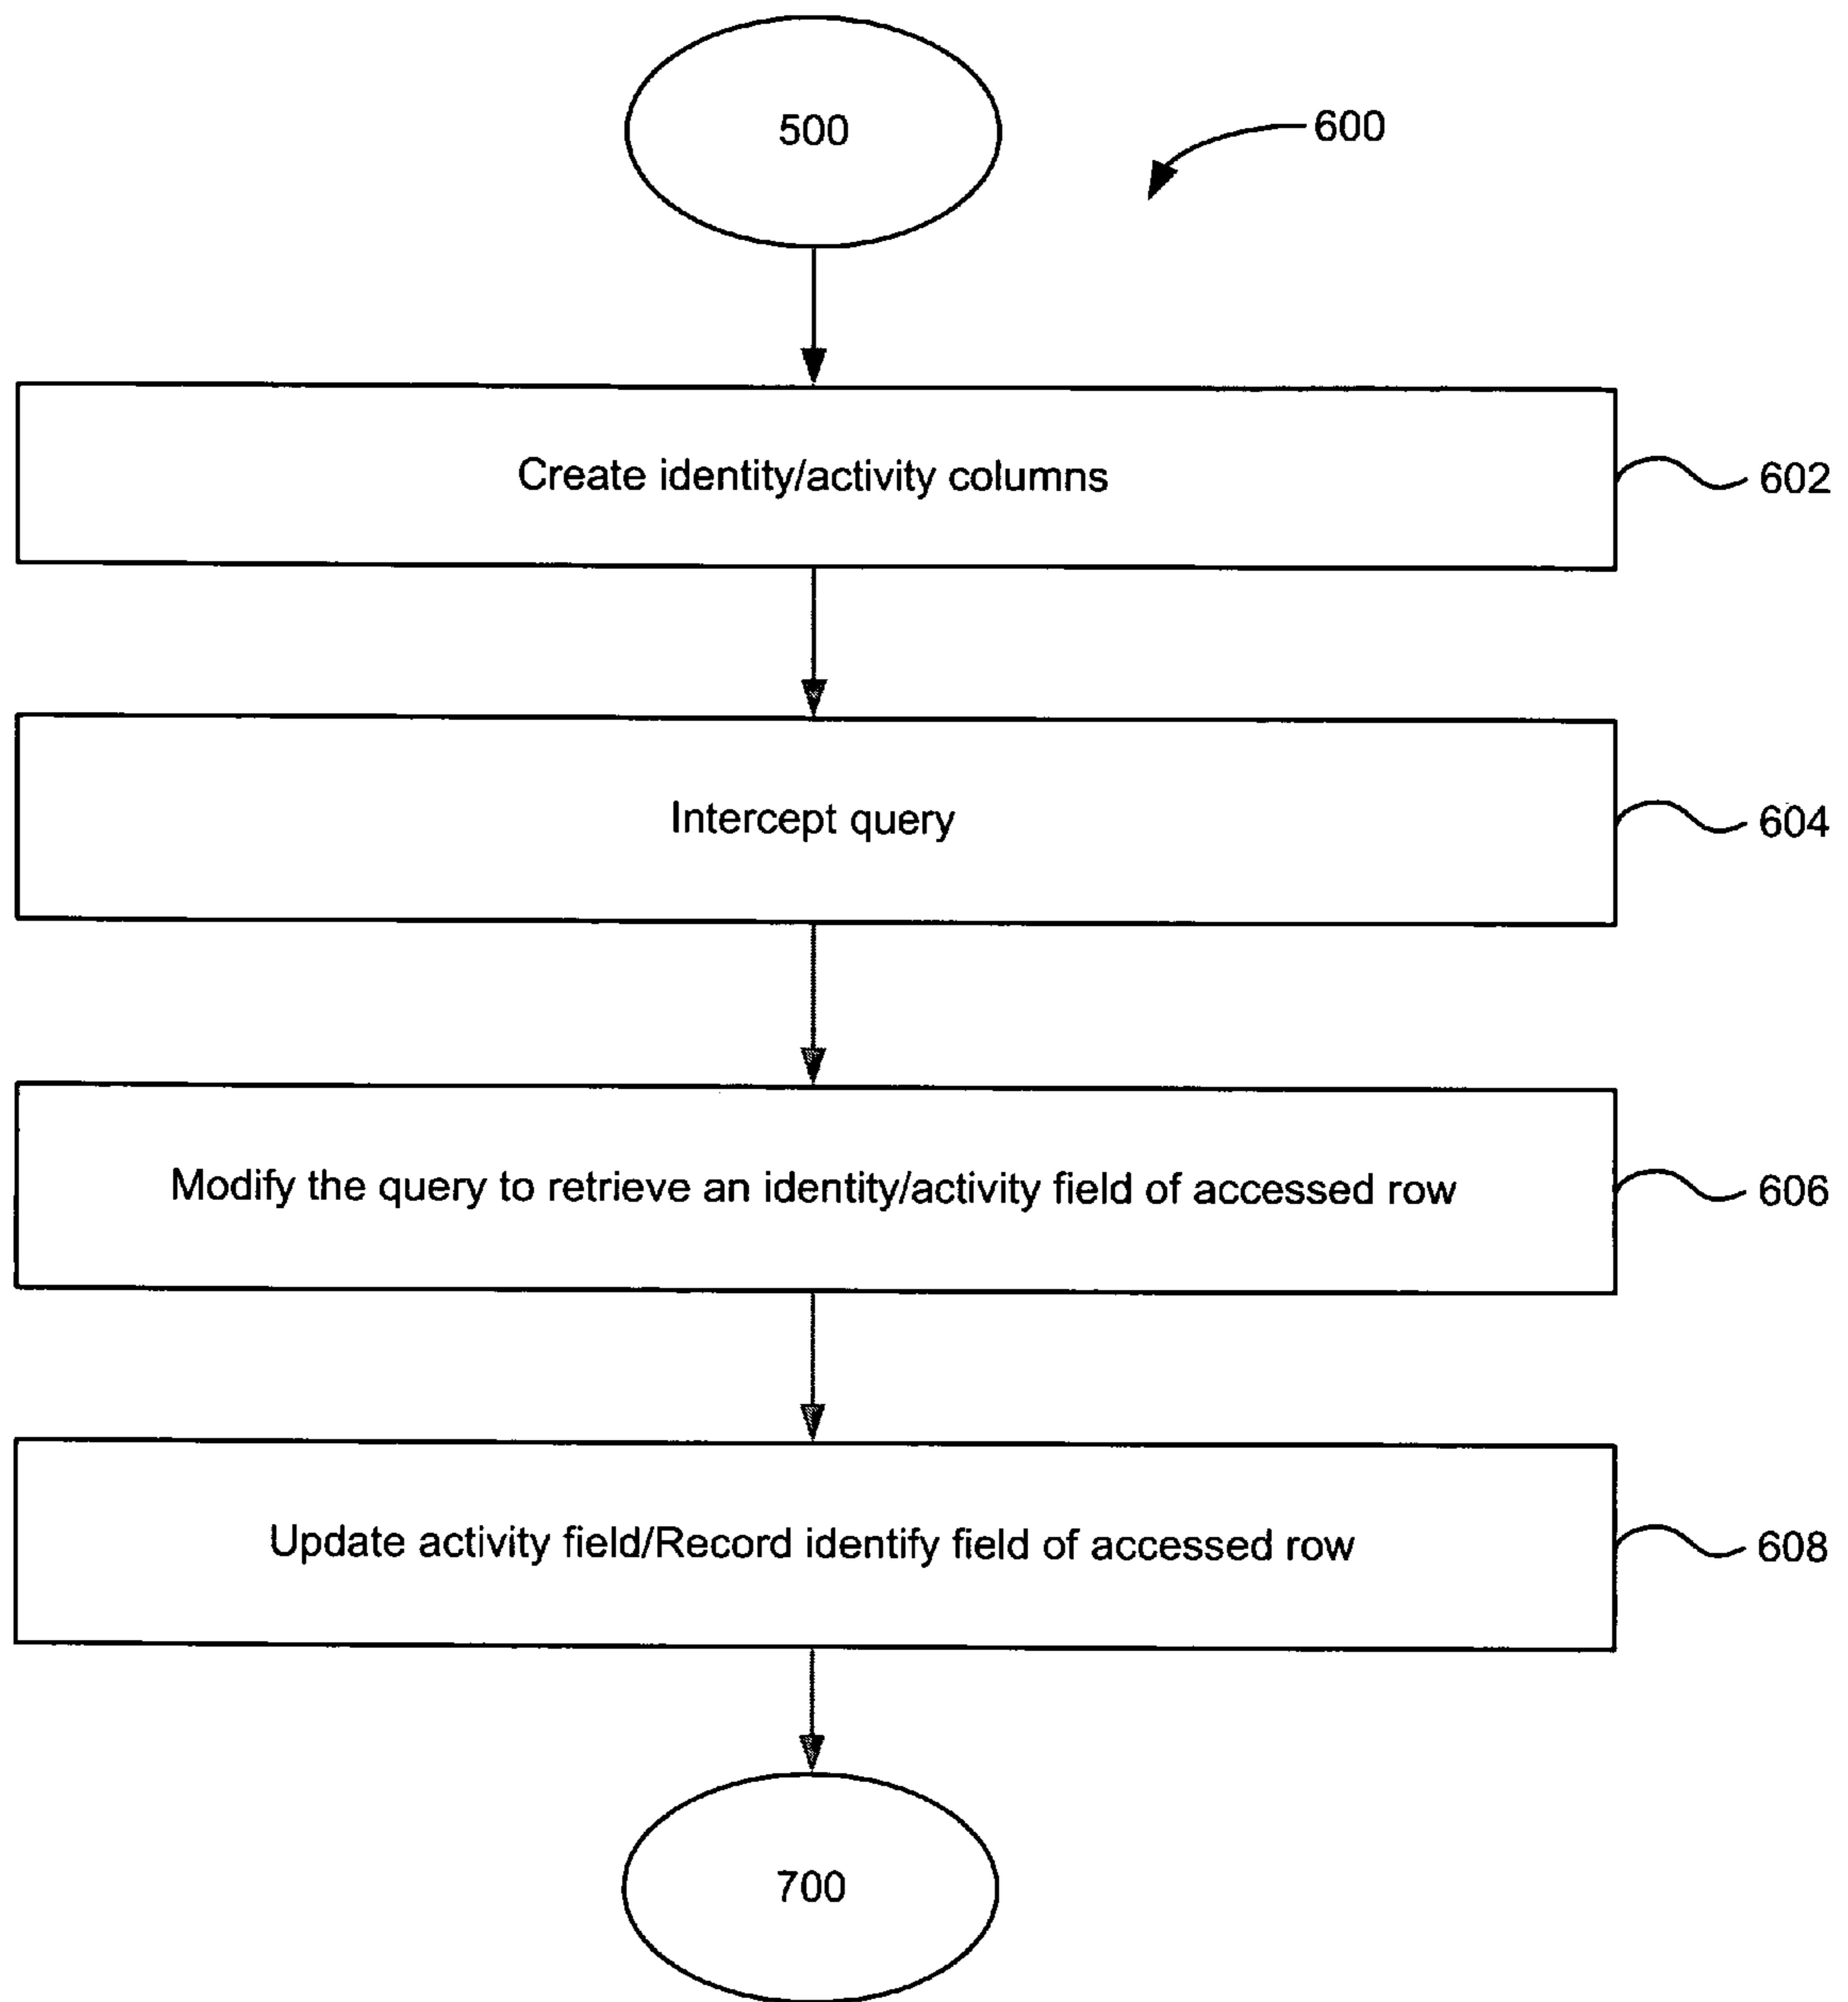 500
600
Create identity/activity columns
602
Intercept query
604
Modify the query to retrieve an identity/activity field of accessed row
606
Update activity field/Record identify field of accessed row
608
700